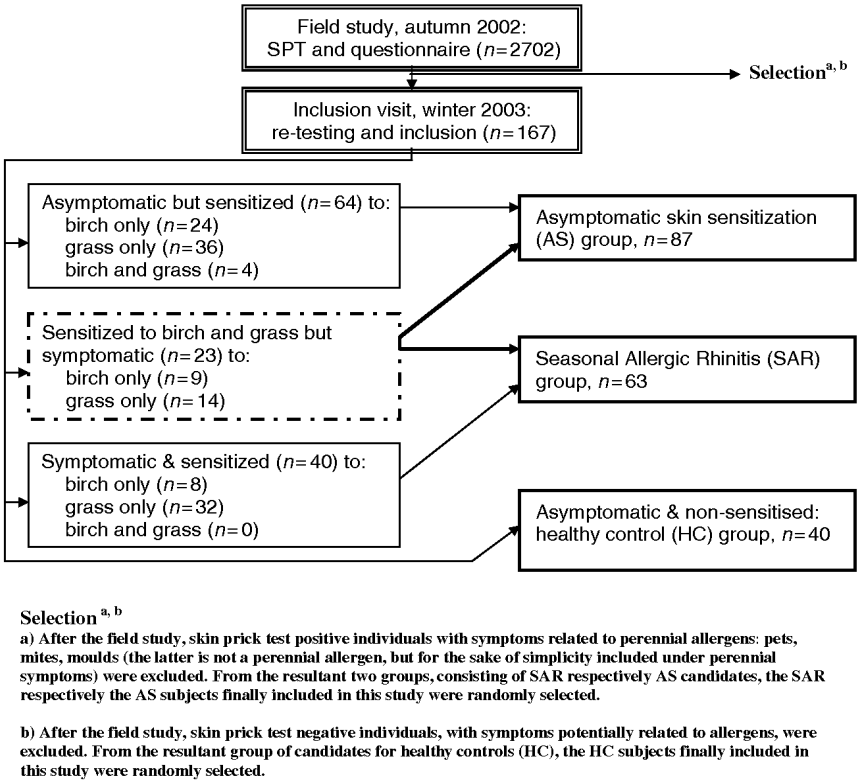 Field study, autumn 2002:
SPT and questionnaire (n=2702)
Selection a, b
Inclusion visit, winter 2003:
re-testing and inclusion (n=167)
Asymptomatic but sensitized (n=64) to:
birch only (n=24)
grass only (n=36)
birch and grass (n=4)
Asymptomatic skin sensitization
(AS) group, n=87
Sensitized to birch and grass but
symptomatic (n=23) to:
birch only (n=9)
grass only (n=14)
Seasonal Allergic Rhinitis (SAR)
group, n=63
Symptomatic & sensitized (n=40) to:
birch only (n=8)
grass only (n=32)
birch and grass (n=0)
Asymptomatic & non-sensitised:
healthy control (HC) group, n=40
Selection a, b
a) After the field study, skin prick test positive individuals with symptoms related to perennial allergens: pets,
mites, moulds (the latter is not a perennial allergen, but for the sake of simplicity included under perennial
symptoms) were excluded. From the resultant two groups, consisting of SAR respectively AS candidates, the SAR
respectively the AS subjects finally included in this study were randomly selected.
b) After the field study, skin prick test negative individuals, with symptoms potentially related to allergens, were
excluded. From the resultant group of candidates for healthy controls (HC), the HC subjects finally included in
this study were randomly selected.